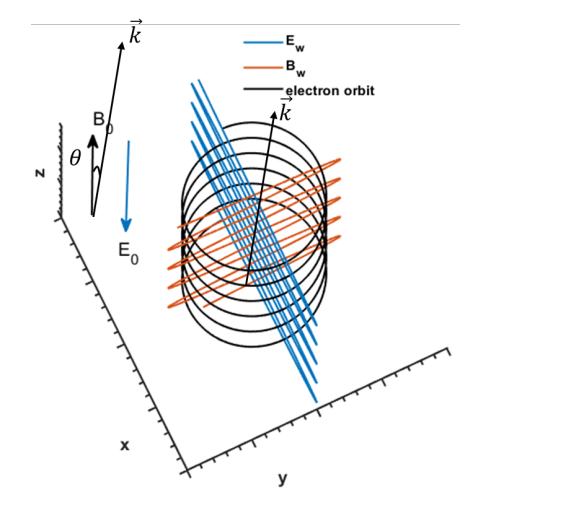 k⃗
E_w
B_w
electron orbit
k⃗
B_0
θ
z
E_0
x
y